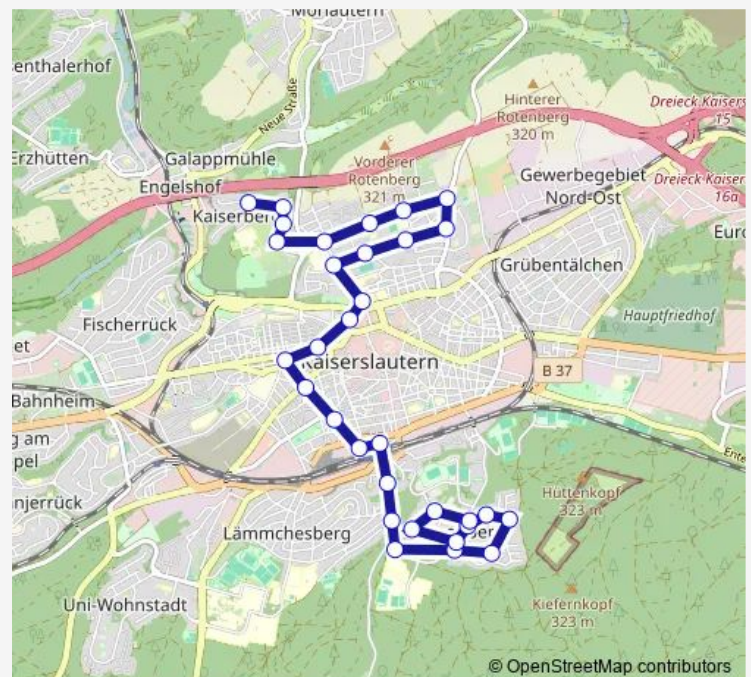 Morlautern
enthalerhof
Neue Straße
Hinterer
Rotenberg
320 m
Dreieck Kaisers
15
Erzhütten
Galappmühle
Vorderer
Rotenberg
321 m
Engelshof
Gewerbegebiet
Nord-Ost
Dreieck Kaiser
16a
Kaiserberg
Euro
Grübentälchen
Fischerrück
Hauptfriedhof
et
Kaiserslautern
B 37
Bahnheim
g am
pel
Ente
njerrück
Hüttenkopf
323 m
Lämmchesberg
Uni-Wohnstadt
Kiefernkopf
323 m
© OpenStreetMap contributors